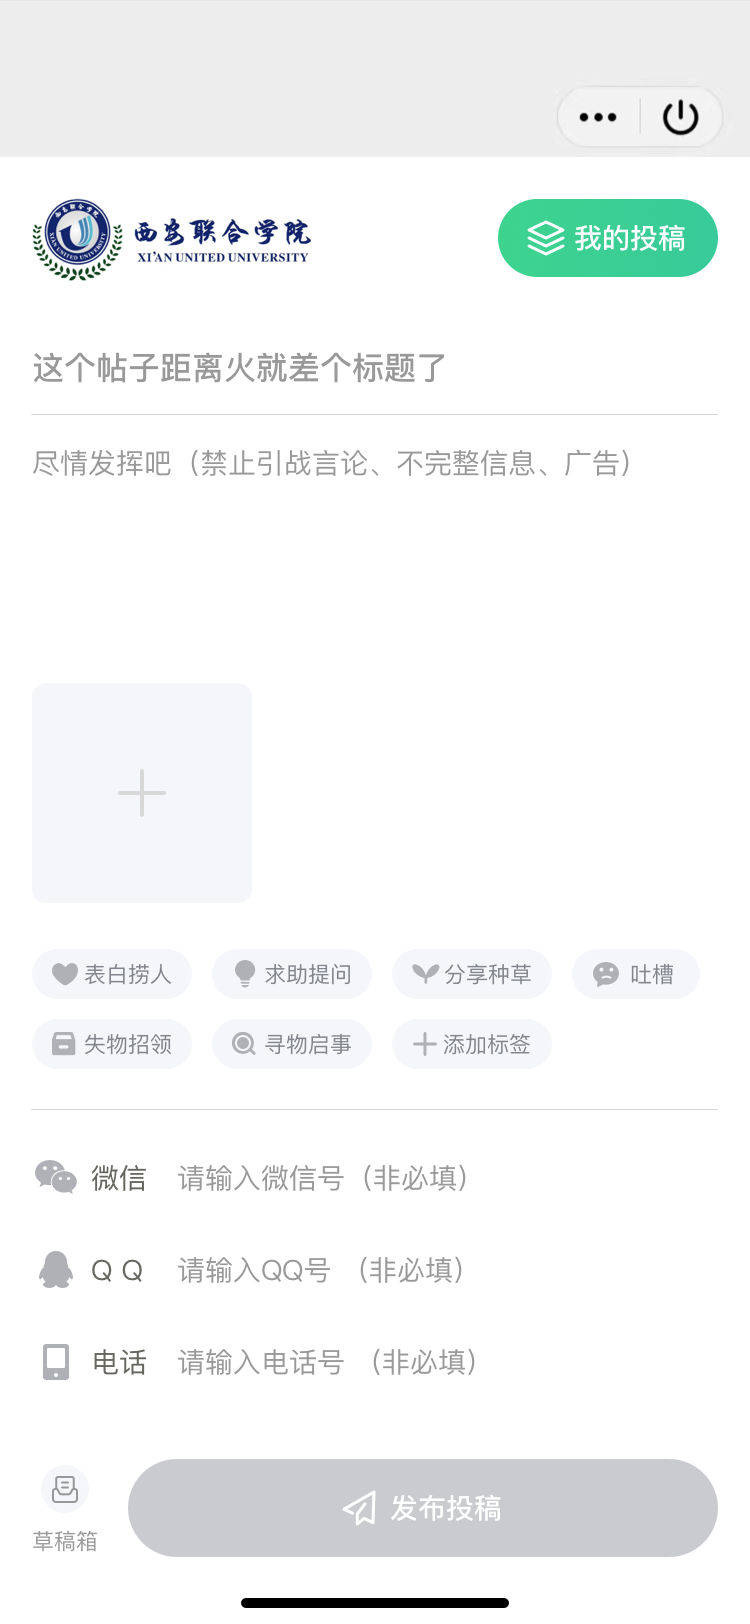 西安联合学院
XI'AN UNITED UNIVERSITY
我的投稿
这个帖子距离火就差个标题了
尽情发挥吧（禁止引战言论、不完整信息、广告）
表白捞人 求助提问 分享种草 吐槽
失物招领 寻物启事 添加标签
微信 请输入微信号（非必填）
Q Q 请输入QQ号 （非必填）
电话 请输入电话号 （非必填）
草稿箱 发布投稿